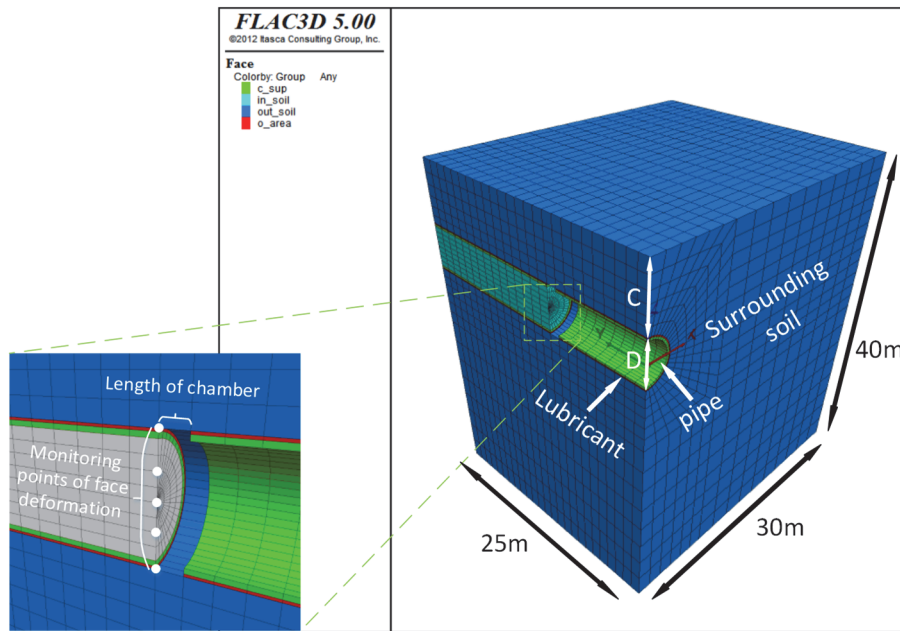 FLAC3D 5.00
©2012 Itasca Consulting Group, Inc.
Face
Colorby: Group Any
c_sup
in_soil
out_soil
o_area
C
D
Surrounding
soil
40m
Lubricant
pipe
25m
30m
Length of chamber
Monitoring
points of face
deformation